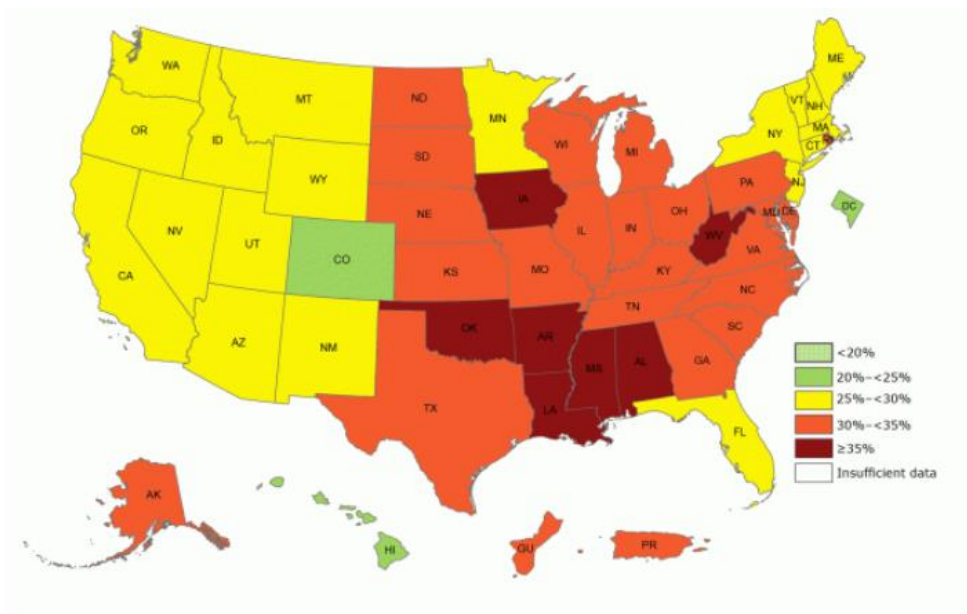 ME
WA
VT
NH
MT
ND
MN
OR
NY
MA
ID
SD
WI
MI
CT
WY
PA
NJ
IA
NE
OH
DC
NV
UT
IL
IN
MD
DE
WV
CO
VA
CA
KS
MO
KY
NC
TN
AZ
NM
OK
AR
SC
GA
MS
AL
TX
LA
FL
<20%
20%-<25%
25%-<30%
30%-<35%
≥35%
Insufficient data
AK
HI
GU
PR